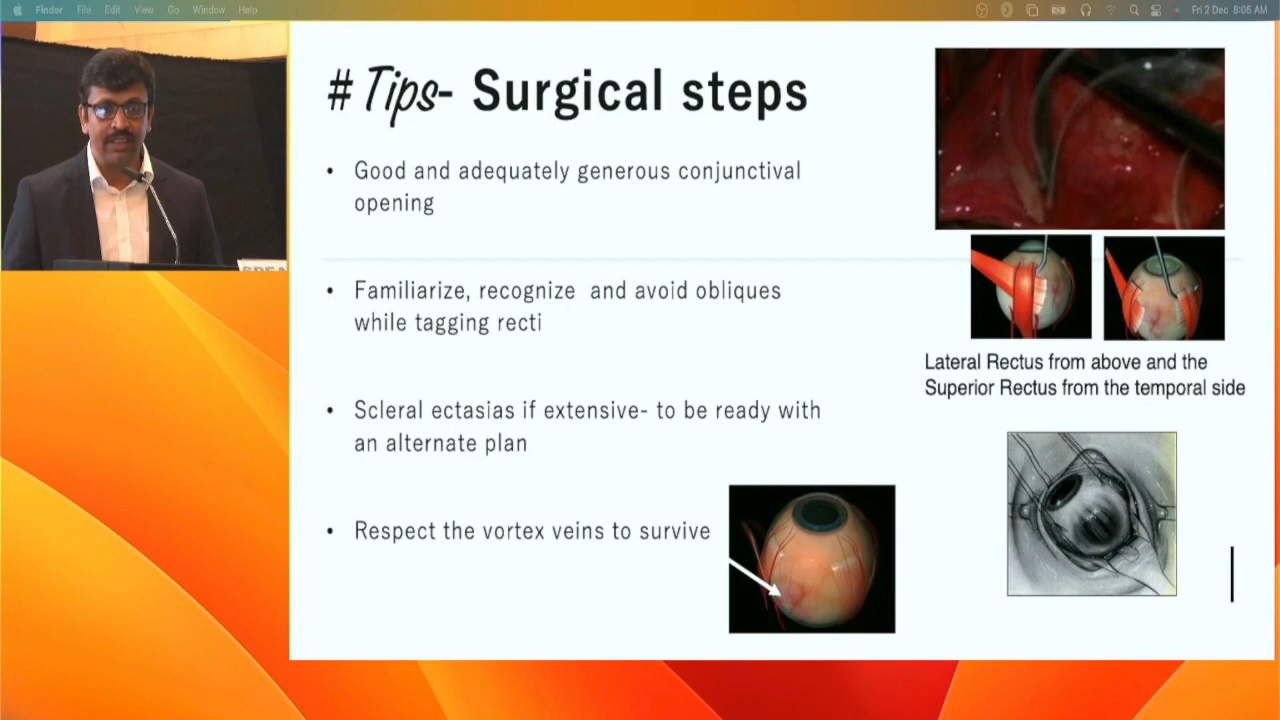 Finder File Edit View Go Window Help
Fri 2 Dec 8:05 AM
# Tips- Surgical steps
• Good and adequately generous conjunctival
opening
• Familiarize, recognize and avoid obliques
while tagging recti
• Scleral ectasias if extensive- to be ready with
an alternate plan
• Respect the vortex veins to survive
Lateral Rectus from above and the
Superior Rectus from the temporal side